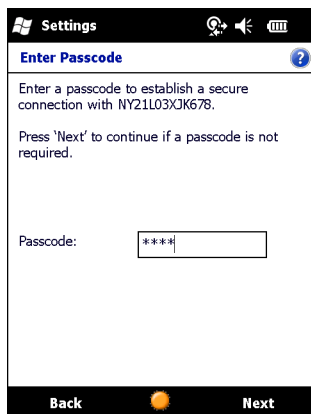 Settings
Enter Passcode
?
Enter a passcode to establish a secure
connection with NY21L03XJK678.
Press ‘Next’ to continue if a passcode is not
required.
Passcode: ****
Back Next